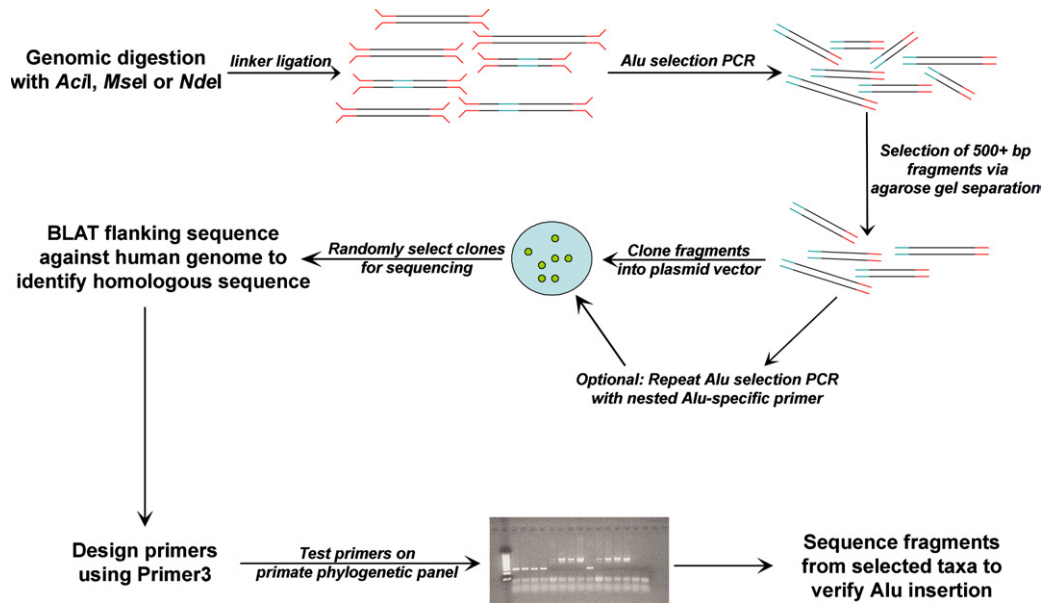 Genomic digestion
with AciI, MseI or NdeI
linker ligation
Alu selection PCR
Selection of 500+ bp
fragments via
agarose gel separation
Clone fragments
into plasmid vector
Randomly select clones
for sequencing
BLAT flanking sequence
against human genome to
identify homologous sequence
Optional: Repeat Alu selection PCR
with nested Alu-specific primer
Design primers
using Primer3
Test primers on
primate phylogenetic panel
Sequence fragments
from selected taxa to
verify Alu insertion